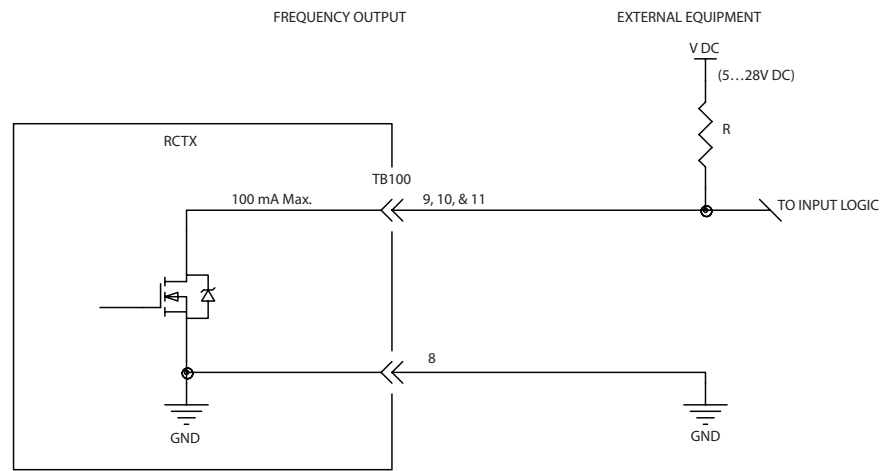 FREQUENCY OUTPUT
EXTERNAL EQUIPMENT
V DC
(5…28V DC)
R
RCTX
TB100
100 mA Max.
9, 10, & 11
TO INPUT LOGIC
8
GND
GND